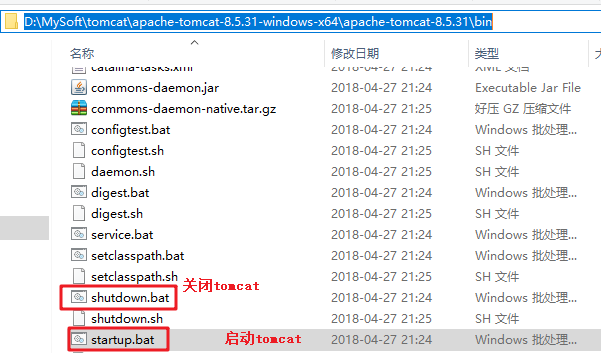 D:\MySoft\tomcat\apache-tomcat-8.5.31-windows-x64\apache-tomcat-8.5.31\bin
名称 修改日期 类型
catalina-tasks.xml 2018-04-27 21:24 XML 文档
commons-daemon.jar 2018-04-27 21:24 Executable Jar File
commons-daemon-native.tar.gz 2018-04-27 21:25 好压 GZ 压缩文件
configtest.bat 2018-04-27 21:24 Windows 批处理...
configtest.sh 2018-04-27 21:25 SH 文件
daemon.sh 2018-04-27 21:25 SH 文件
digest.bat 2018-04-27 21:24 Windows 批处理...
digest.sh 2018-04-27 21:25 SH 文件
service.bat 2018-04-27 21:24 Windows 批处理...
setclasspath.bat 2018-04-27 21:24 Windows 批处理...
setclasspath.sh 2018-04-27 21:25 SH 文件
关闭tomcat
shutdown.bat 2018-04-27 21:24 Windows 批处理...
shutdown.sh 2018-04-27 21:25 SH 文件
startup.bat 启动tomcat 2018-04-27 21:24 Windows 批处理...